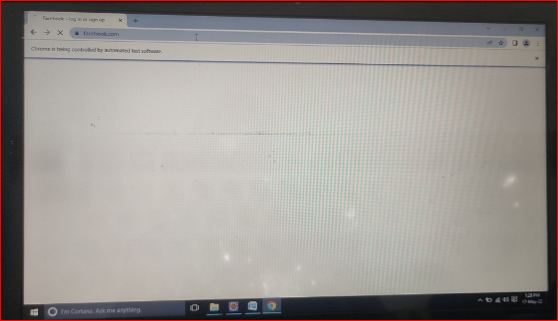 Facebook – log in or sign up
facebook.com
Chrome is being controlled by automated test software
I'm Cortana. Ask me anything.